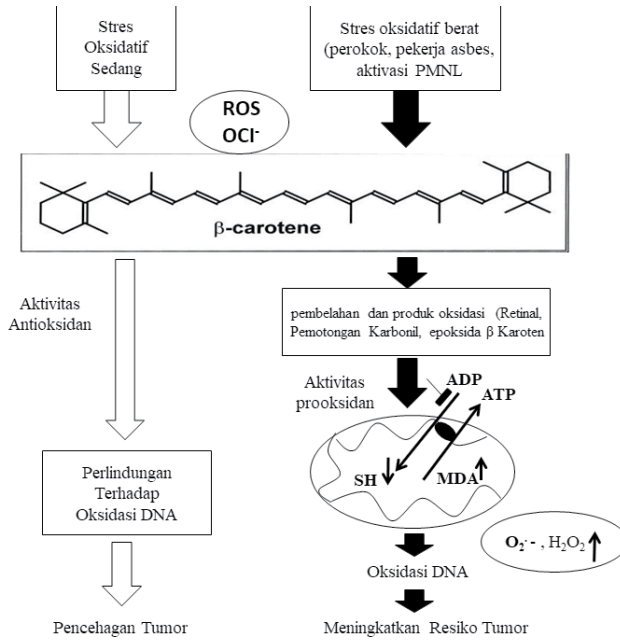 Stres
Oksidatif
Sedang
Stres oksidatif berat
(perokok, pekerja asbes,
aktivasi PMNL
ROS
OCl⁻
β-carotene
Aktivitas
Antioksidan
pembelahan dan produk oksidasi (Retinal,
Pemotongan Karbonil, epoksida β Karoten
Aktivitas
prooksidan
ADP
ATP
SH
MDA
Perlindungan
Terhadap
Oksidasi DNA
O₂·- , H₂O₂
Oksidasi DNA
Pencehagan Tumor
Meningkatkan Resiko Tumor